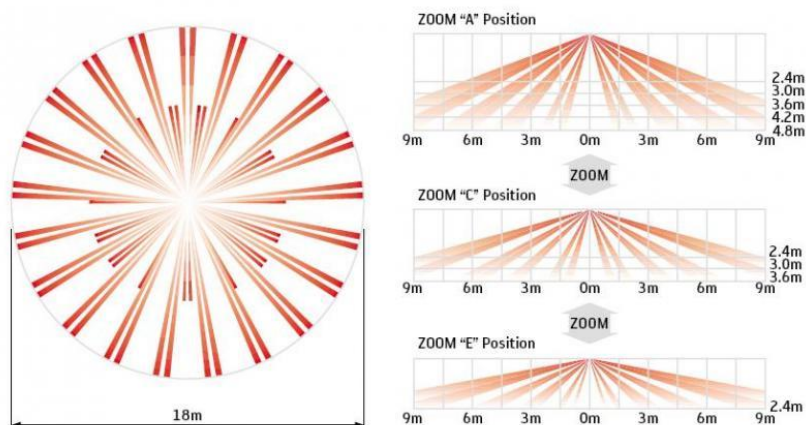 18m
ZOOM “A” Position
2.4m
3.0m
3.6m
4.2m
4.8m
9m 6m 3m 0m 3m 6m 9m
ZOOM
ZOOM “C” Position
2.4m
3.0m
3.6m
9m 6m 3m 0m 3m 6m 9m
ZOOM
ZOOM “E” Position
2.4m
9m 6m 3m 0m 3m 6m 9m